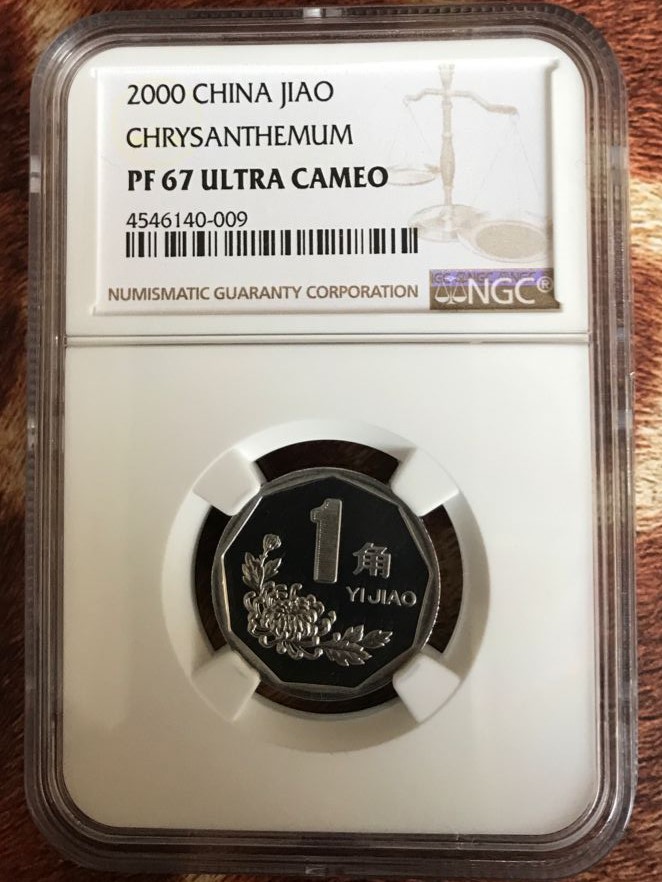 2000 CHINA JIAO
CHRYSANTHEMUM
PF 67 ULTRA CAMEO
4546140-009
NUMISMATIC GUARANTY CORPORATION
NGC®
1
角
YI JIAO